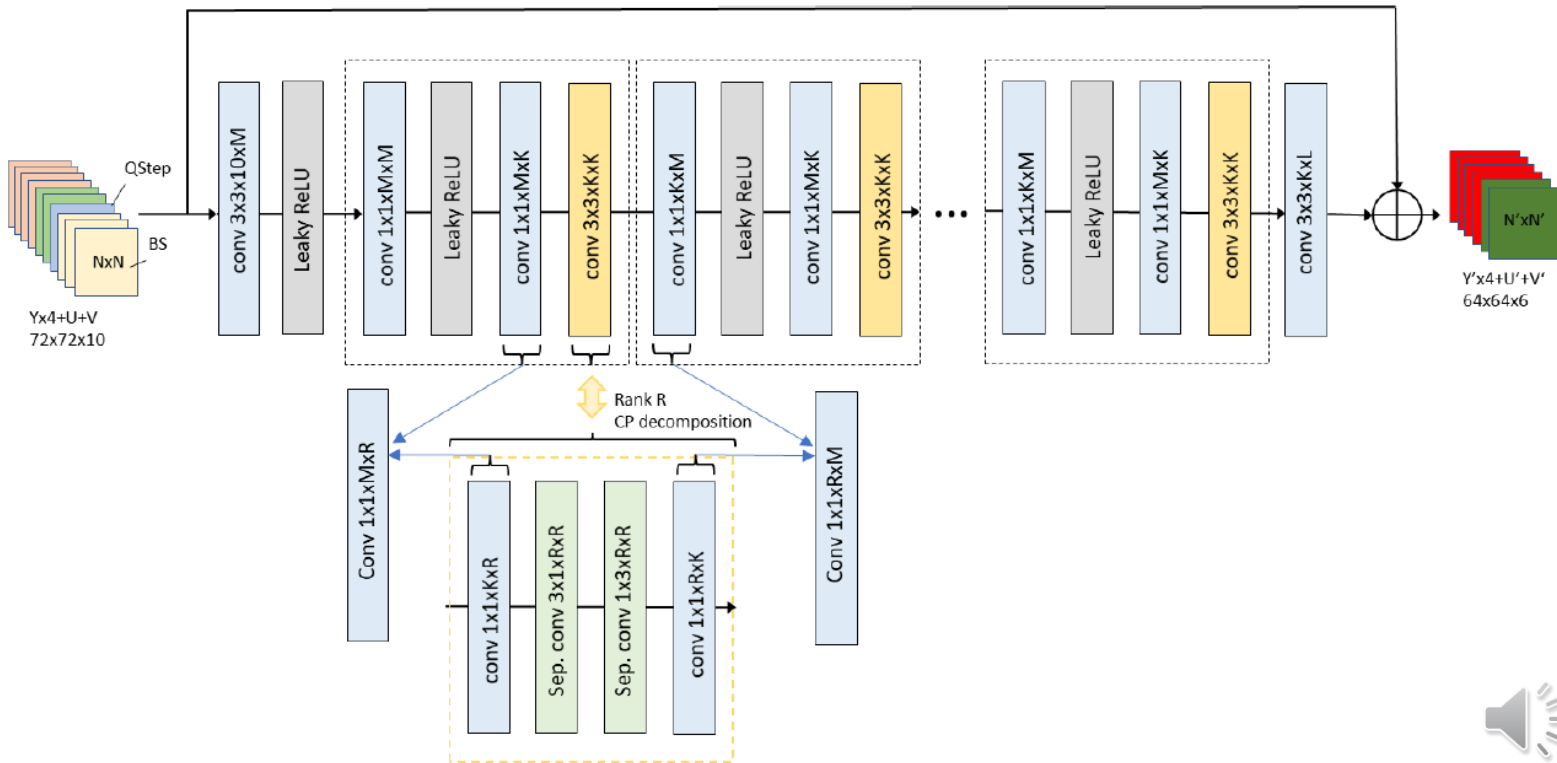 QStep
BS
NxN
Yx4+U+V
72x72x10
conv 3x3x10xM
Leaky ReLU
conv 1x1xMxM
Leaky ReLU
conv 1x1xMxK
conv 3x3xKxK
conv 1x1xKxM
Leaky ReLU
conv 1x1xMxK
conv 3x3xKxK
...
conv 1x1xKxM
Leaky ReLU
conv 1x1xMxK
conv 3x3xKxK
conv 3x3xKxL
N'xN'
Y'x4+U'+V'
64x64x6
Rank R
CP decomposition
Conv 1x1xMxR
conv 1x1xKxR
Sep. conv 3x1xRxR
Sep. conv 1x3xRxR
conv 1x1xRxK
Conv 1x1xRxM